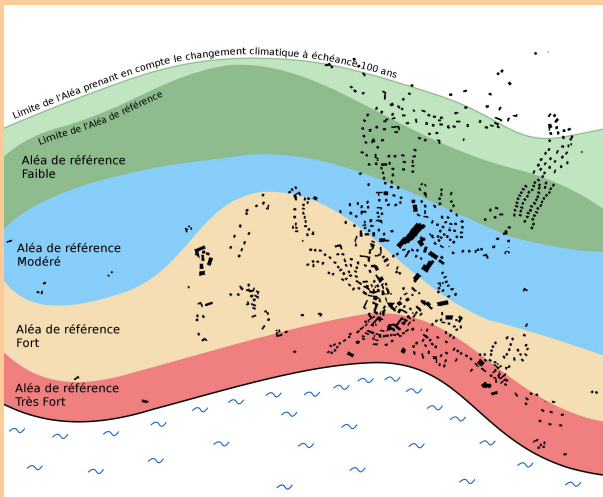 Limite de l'Aléa prenant en compte le changement climatique à échéance 100 ans
Limite de l'Aléa de référence
Aléa de référence
Faible
Aléa de référence
Modéré
Aléa de référence
Fort
Aléa de référence
Très Fort